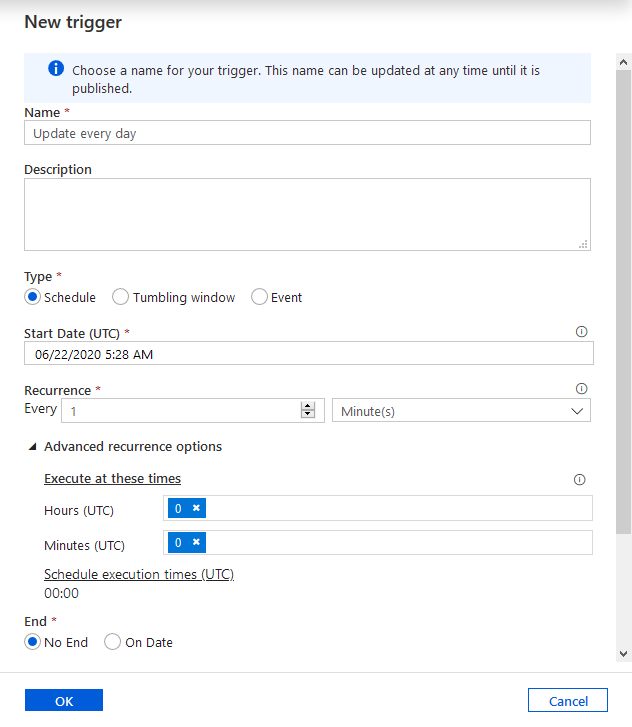 New trigger
Choose a name for your trigger. This name can be updated at any time until it is
published.
Name *
Update every day
Description
Type *
Schedule Tumbling window Event
Start Date (UTC) *
06/22/2020 5:28 AM
Recurrence *
Every 1 Minute(s)
Advanced recurrence options
Execute at these times
Hours (UTC) 0
Minutes (UTC) 0
Schedule execution times (UTC)
00:00
End *
No End On Date
OK Cancel